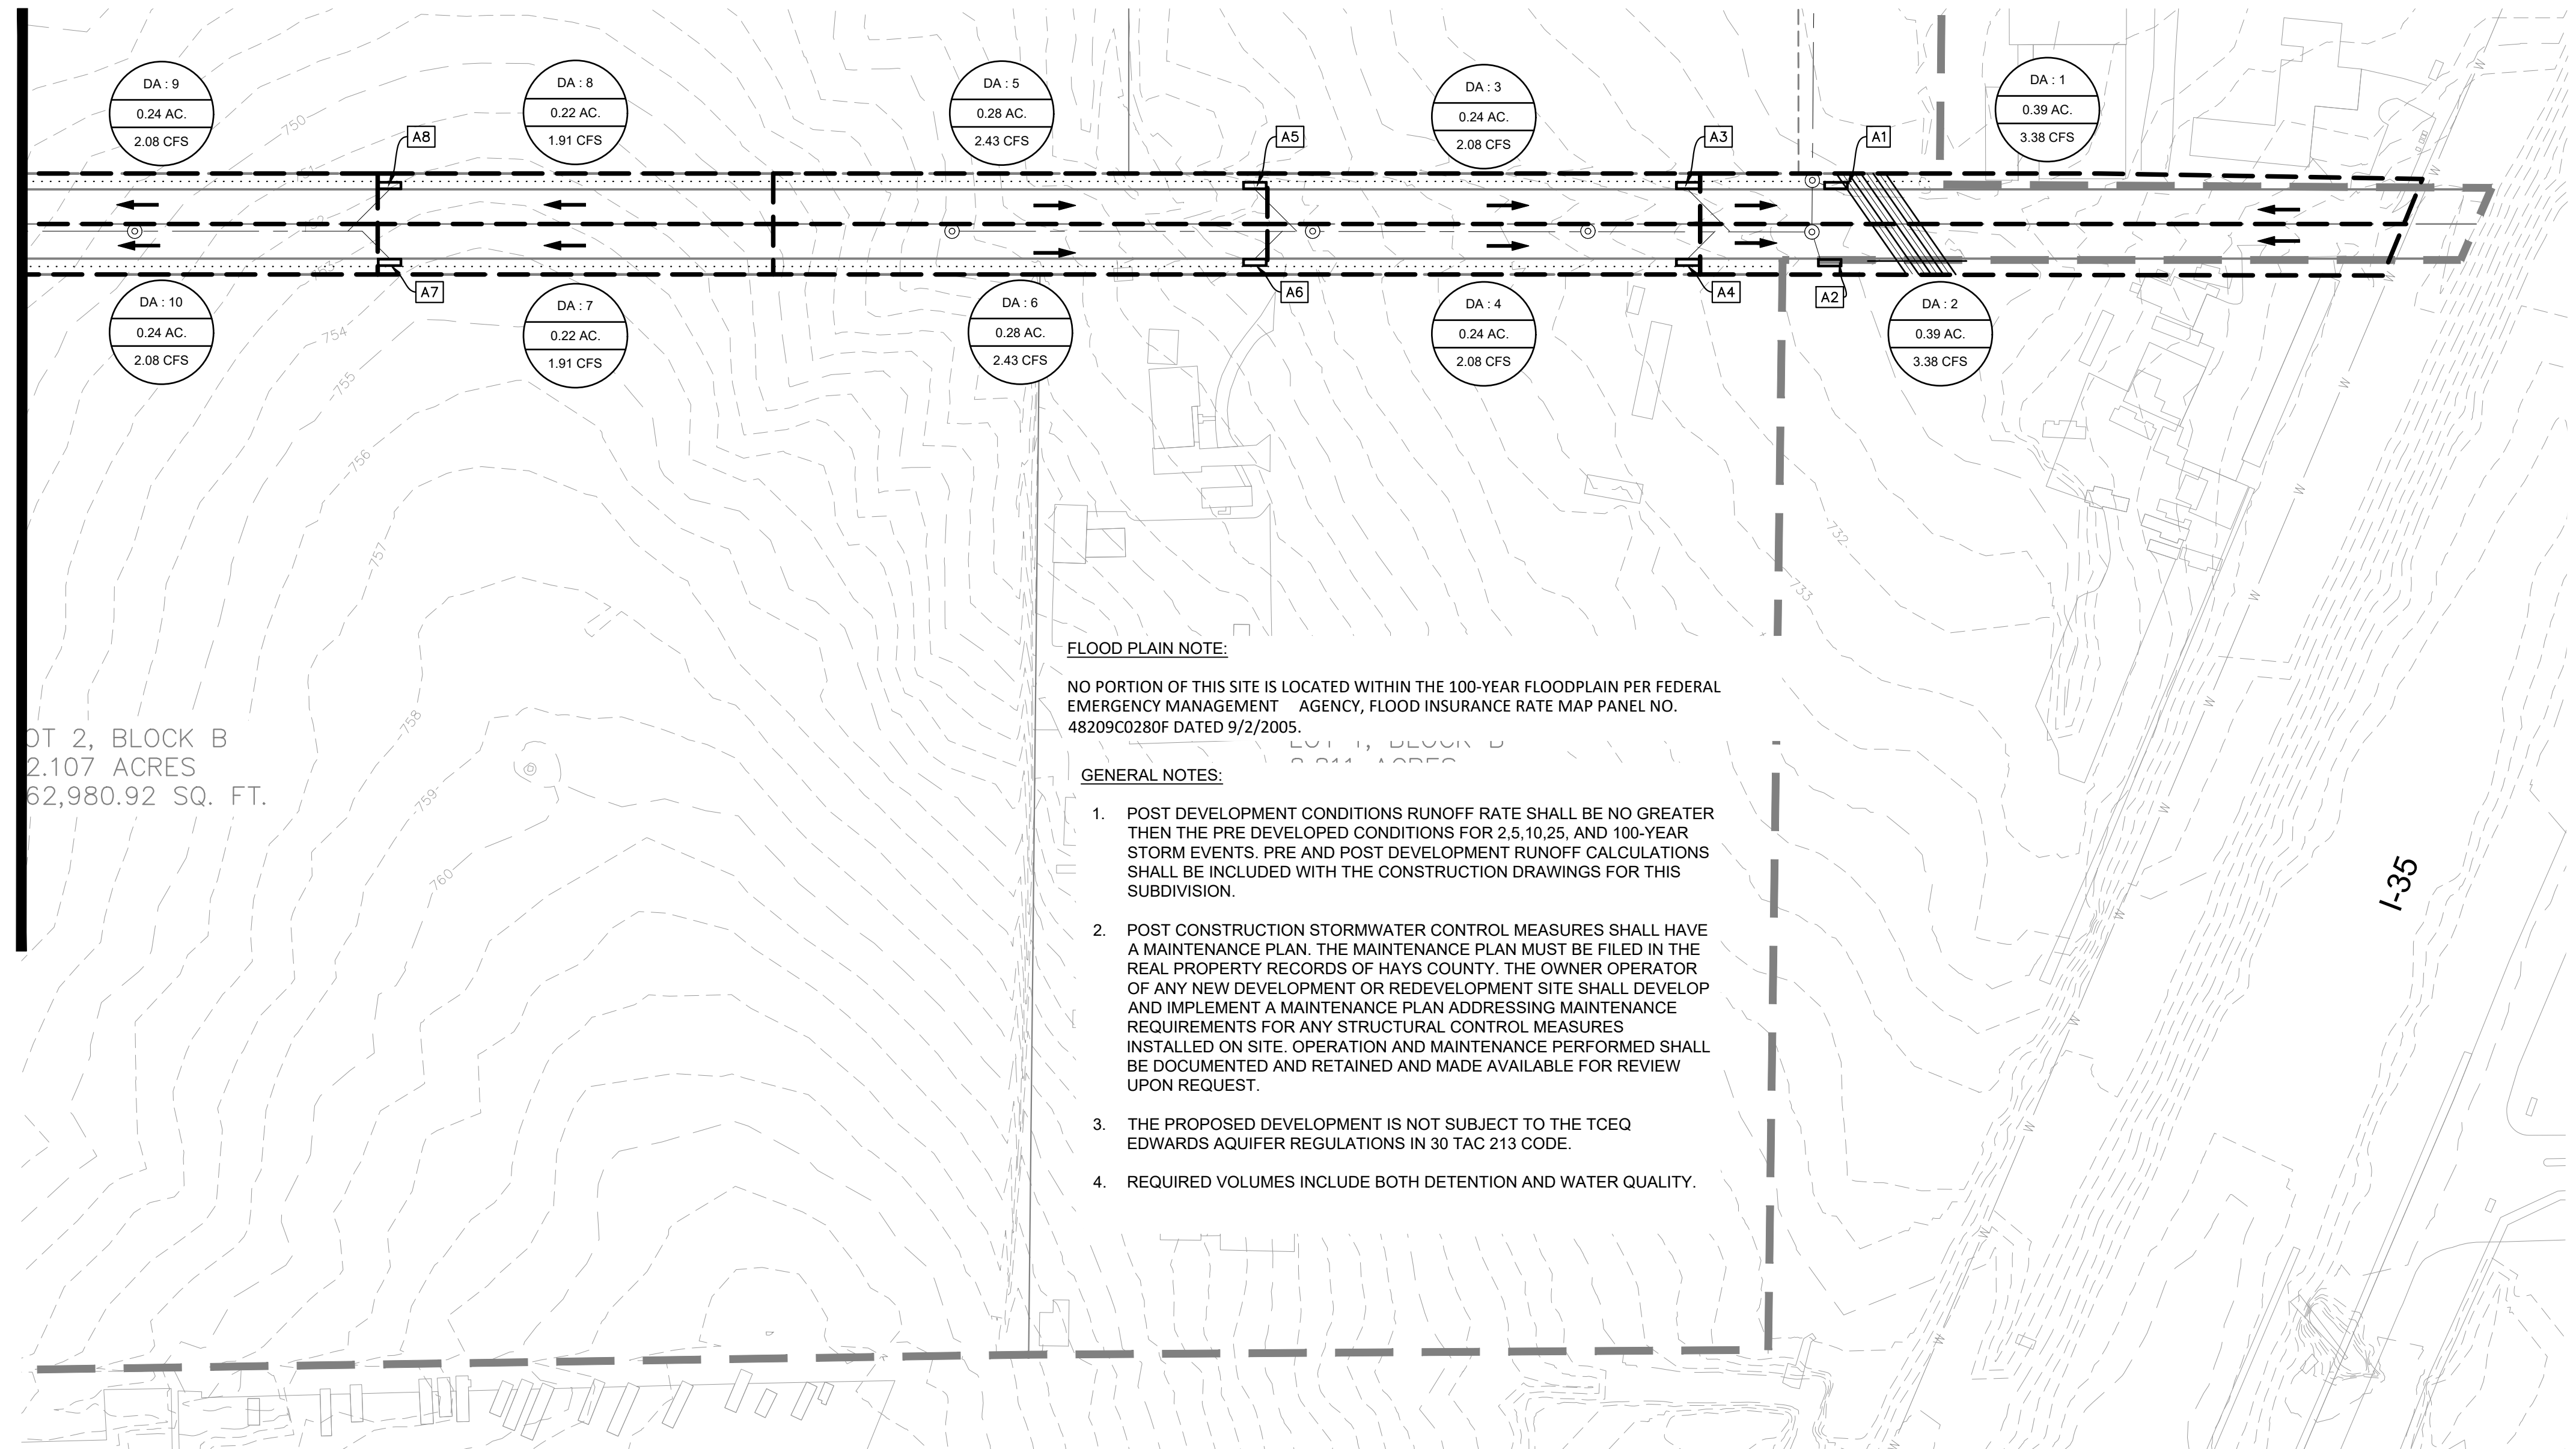 DA : 9
0.24 AC.
2.08 CFS
DA : 8
0.22 AC.
1.91 CFS
DA : 5
0.28 AC.
2.43 CFS
DA : 3
0.24 AC.
2.08 CFS
DA : 1
0.39 AC.
3.38 CFS
A8
A5
A3
A1
A7
A6
A4
A2
DA : 10
0.24 AC.
2.08 CFS
DA : 7
0.22 AC.
1.91 CFS
DA : 6
0.28 AC.
2.43 CFS
DA : 4
0.24 AC.
2.08 CFS
DA : 2
0.39 AC.
3.38 CFS
750
754
755
756
757
758
759
760
732
733
W
W
W
W
W
W
W
W
W
W
W
W
W
OT 2, BLOCK B
2.107 ACRES
62,980.92 SQ. FT.
FLOOD PLAIN NOTE:
NO PORTION OF THIS SITE IS LOCATED WITHIN THE 100-YEAR FLOODPLAIN PER FEDERAL
EMERGENCY MANAGEMENT AGENCY, FLOOD INSURANCE RATE MAP PANEL NO.
48209C0280F DATED 9/2/2005.
GENERAL NOTES:
1. POST DEVELOPMENT CONDITIONS RUNOFF RATE SHALL BE NO GREATER
THEN THE PRE DEVELOPED CONDITIONS FOR 2,5,10,25, AND 100-YEAR
STORM EVENTS. PRE AND POST DEVELOPMENT RUNOFF CALCULATIONS
SHALL BE INCLUDED WITH THE CONSTRUCTION DRAWINGS FOR THIS
SUBDIVISION.
2. POST CONSTRUCTION STORMWATER CONTROL MEASURES SHALL HAVE
A MAINTENANCE PLAN. THE MAINTENANCE PLAN MUST BE FILED IN THE
REAL PROPERTY RECORDS OF HAYS COUNTY. THE OWNER OPERATOR
OF ANY NEW DEVELOPMENT OR REDEVELOPMENT SITE SHALL DEVELOP
AND IMPLEMENT A MAINTENANCE PLAN ADDRESSING MAINTENANCE
REQUIREMENTS FOR ANY STRUCTURAL CONTROL MEASURES
INSTALLED ON SITE. OPERATION AND MAINTENANCE PERFORMED SHALL
BE DOCUMENTED AND RETAINED AND MADE AVAILABLE FOR REVIEW
UPON REQUEST.
3. THE PROPOSED DEVELOPMENT IS NOT SUBJECT TO THE TCEQ
EDWARDS AQUIFER REGULATIONS IN 30 TAC 213 CODE.
4. REQUIRED VOLUMES INCLUDE BOTH DETENTION AND WATER QUALITY.
I-35